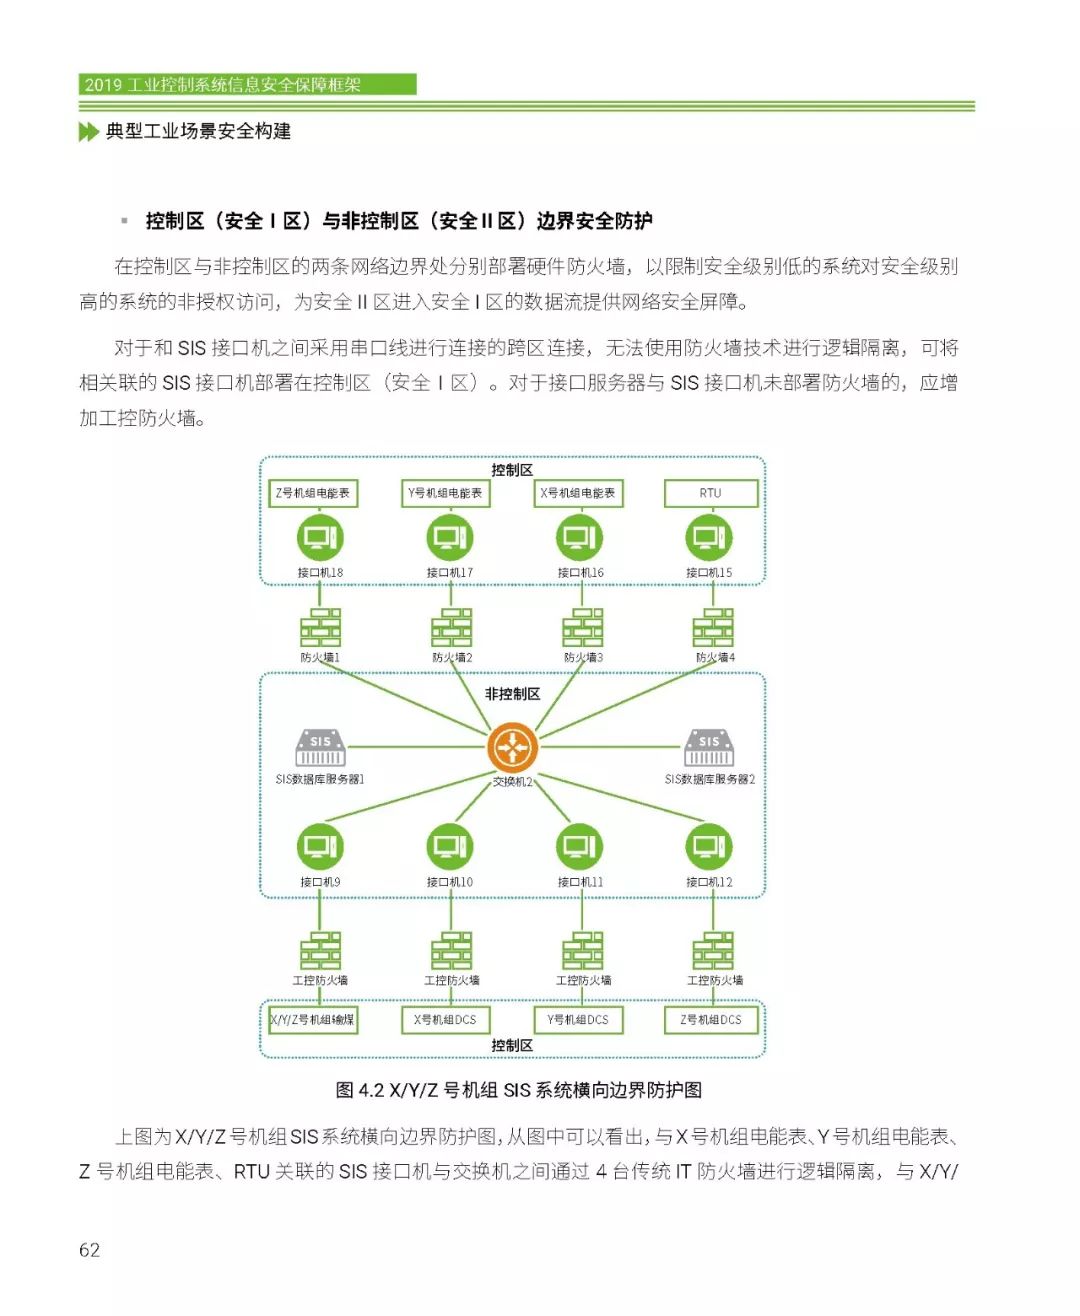 2019 工业控制系统信息安全保障框架
典型工业场景安全构建
控制区（安全 I 区）与非控制区（安全 II 区）边界安全防护
在控制区与非控制区的两条网络边界处分别部署硬件防火墙，以限制安全级别低的系统对安全级别
高的系统的非授权访问，为安全 II 区进入安全 I 区的数据流提供网络安全屏障。
对于和 SIS 接口机之间采用串口线进行连接的跨区连接，无法使用防火墙技术进行逻辑隔离，可将
相关联的 SIS 接口机部署在控制区（安全 I 区）。对于接口服务器与 SIS 接口机未部署防火墙的，应增
加工控防火墙。
控制区
Z号机组电能表 Y号机组电能表 X号机组电能表 RTU
接口机18 接口机17 接口机16 接口机15
防火墙1 防火墙2 防火墙3 防火墙4
非控制区
SIS SIS
SIS数据库服务器1 交换机2 SIS数据库服务器2
接口机9 接口机10 接口机11 接口机12
工控防火墙 工控防火墙 工控防火墙 工控防火墙
X/Y/Z号机组输煤 X号机组DCS Y号机组DCS Z号机组DCS
控制区
图 4.2 X/Y/Z 号机组 SIS 系统横向边界防护图
上图为X/Y/Z号机组SIS系统横向边界防护图，从图中可以看出，与X号机组电能表、Y号机组电能表、
Z 号机组电能表、RTU 关联的 SIS 接口机与交换机之间通过 4 台传统 IT 防火墙进行逻辑隔离，与 X/Y/
62